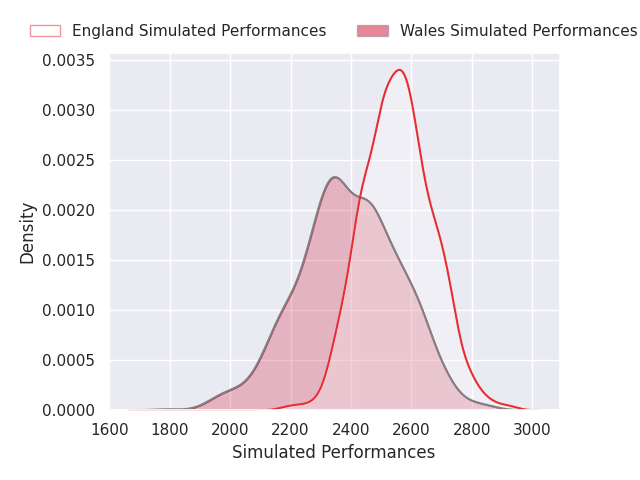 England Simulated Performances
Wales Simulated Performances
0.0035
0.0030
0.0025
0.0020
0.0015
0.0010
0.0005
0.0000
Density
1600 1800 2000 2200 2400 2600 2800 3000
Simulated Performances